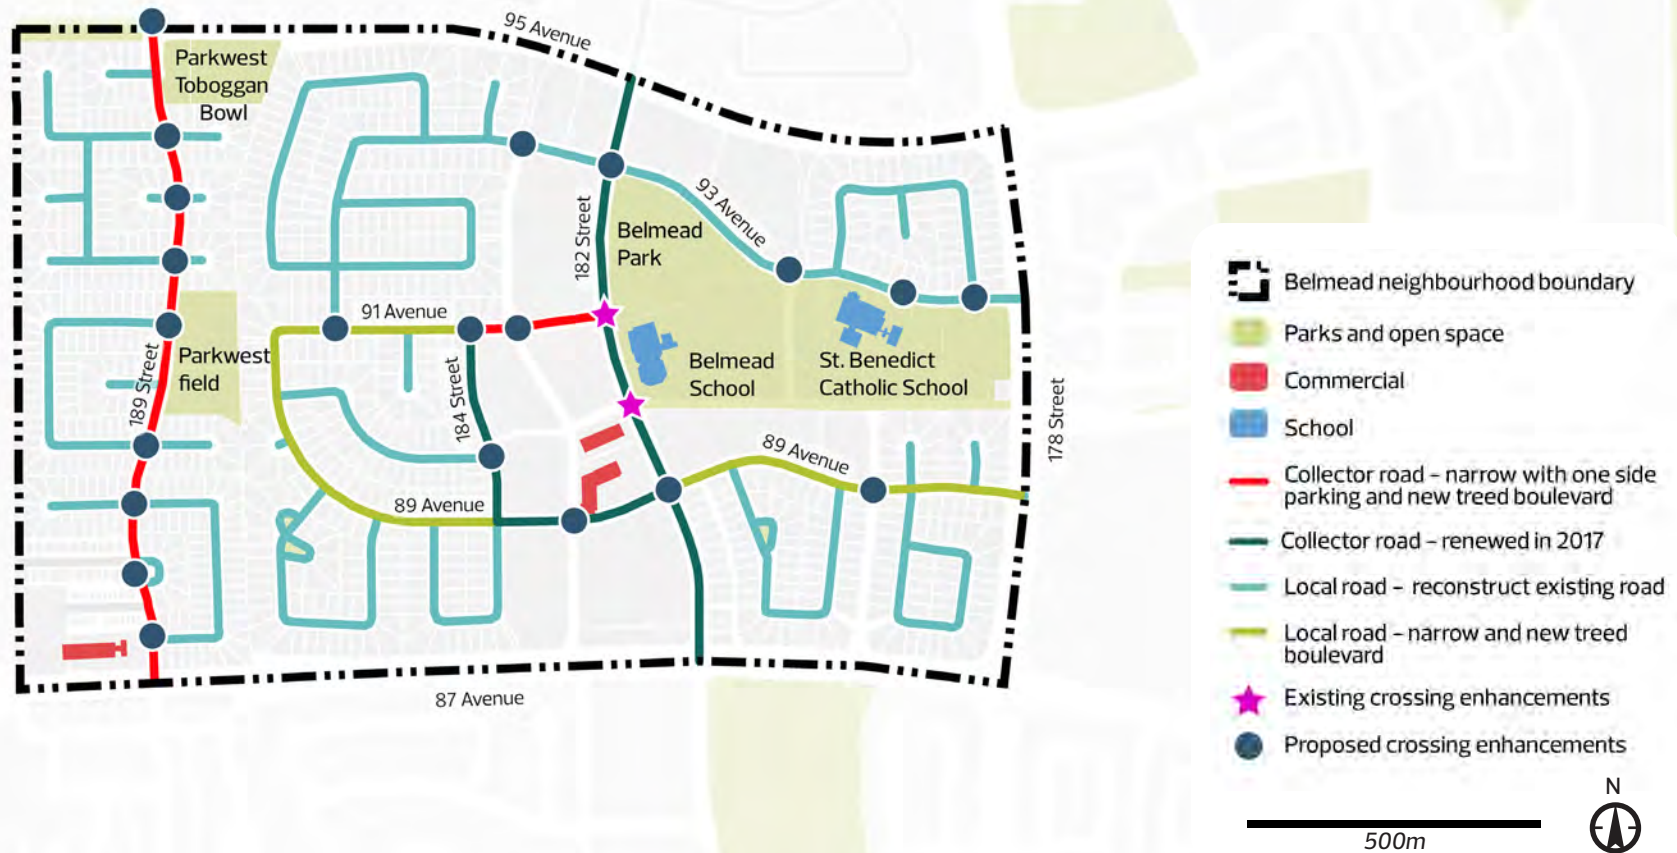 95 Avenue
Parkwest
Toboggan
Bowl
93 Avenue
182 Street
Belmead
Park
91 Avenue
Parkwest
field
189 Street
184 Street
Belmead
School
St. Benedict
Catholic School
178 Street
89 Avenue
89 Avenue
87 Avenue
Belmead neighbourhood boundary
Parks and open space
Commercial
School
Collector road – narrow with one side
parking and new treed boulevard
Collector road – renewed in 2017
Local road – reconstruct existing road
Local road – narrow and new treed
boulevard
Existing crossing enhancements
Proposed crossing enhancements
N
500m